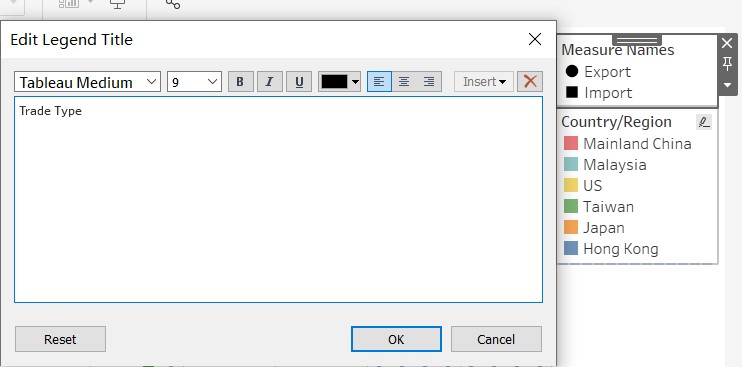 Edit Legend Title
Tableau Medium 9 B I U Insert
Trade Type
Reset OK Cancel
Measure Names
Export
Import
Country/Region
Mainland China
Malaysia
US
Taiwan
Japan
Hong Kong